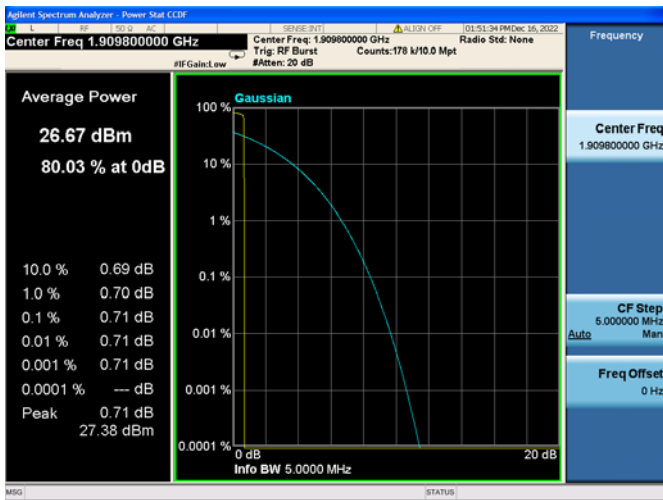 Agilent Spectrum Analyzer - Power Stat CCDF
L RF 50 Ω AC SENSE:INT ALIGN OFF 01:51:34 PM Dec 16, 2022
Center Freq 1.909800000 GHz
Center Freq: 1.909800000 GHz Radio Std: None
Trig: RF Burst Counts:178 k/10.0 Mpt
#IFGain:Low #Atten: 20 dB
Frequency
Average Power
26.67 dBm
80.03 % at 0dB
10.0 % 0.69 dB
1.0 % 0.70 dB
0.1 % 0.71 dB
0.01 % 0.71 dB
0.001 % 0.71 dB
0.0001 % --- dB
Peak 0.71 dB
27.38 dBm
Gaussian
100 %
10 %
1 %
0.1 %
0.01 %
0.001 %
0.0001 %
0 dB 20 dB
Info BW 5.0000 MHz
Center Freq
1.909800000 GHz
CF Step
5.000000 MHz
Auto Man
Freq Offset
0 Hz
MSG STATUS